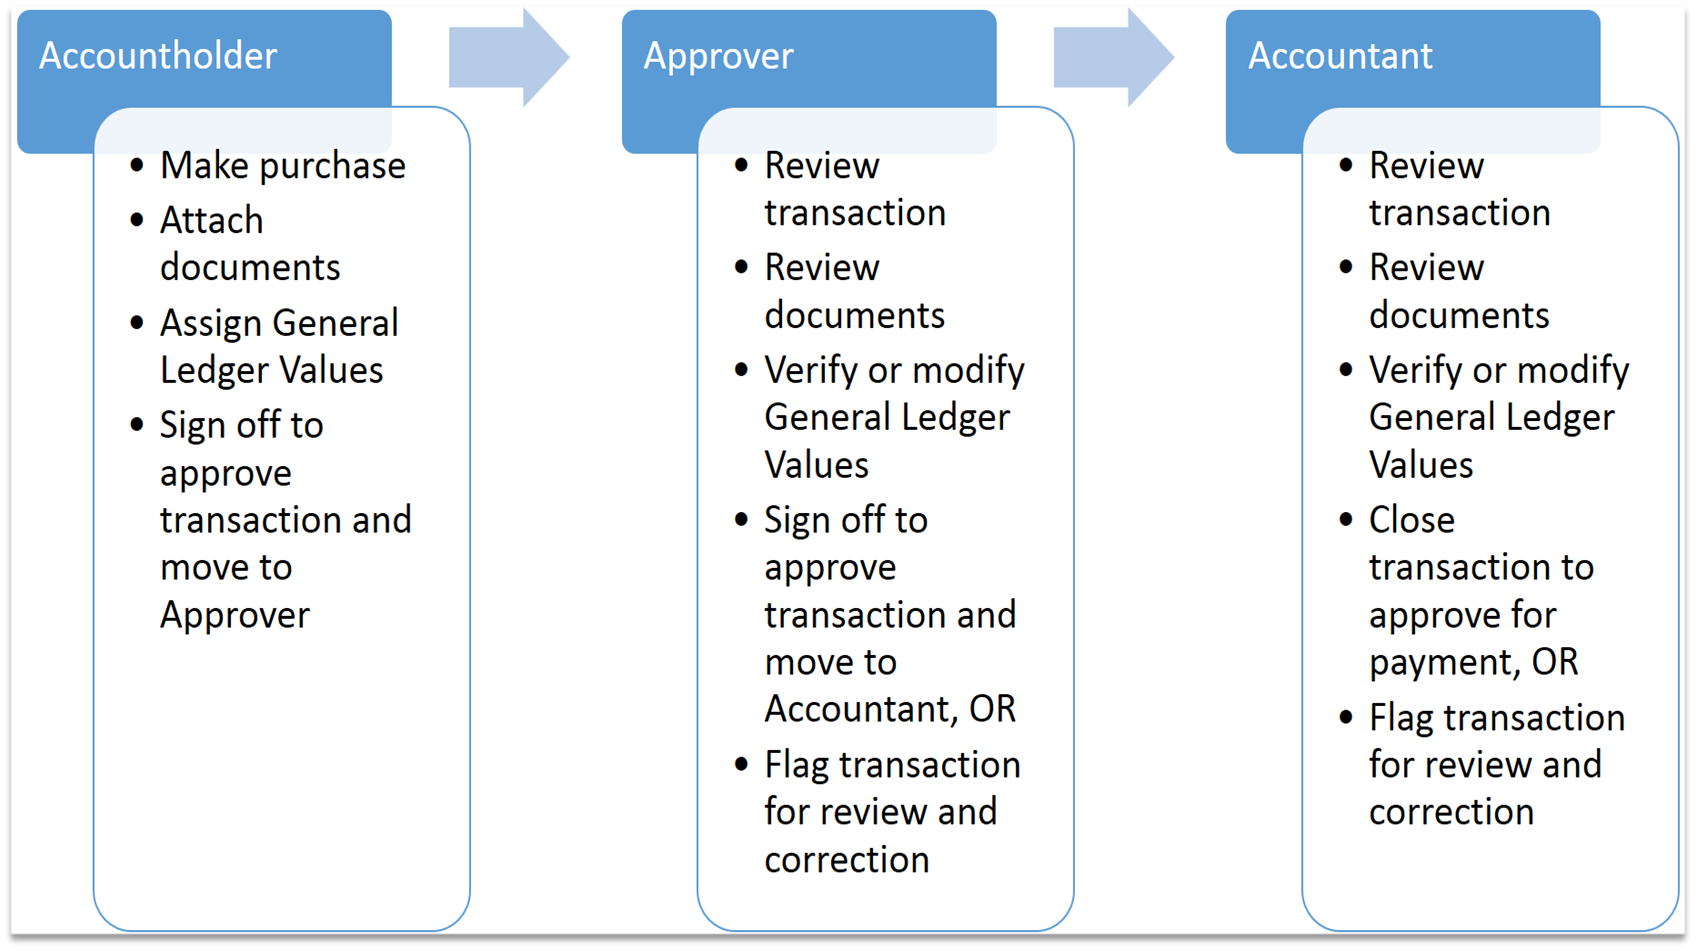 Accountholder
• Make purchase
• Attach
documents
• Assign General
Ledger Values
• Sign off to
approve
transaction and
move to
Approver
Approver
• Review
transaction
• Review
documents
• Verify or modify
General Ledger
Values
• Sign off to
approve
transaction and
move to
Accountant, OR
• Flag transaction
for review and
correction
Accountant
• Review
transaction
• Review
documents
• Verify or modify
General Ledger
Values
• Close
transaction to
approve for
payment, OR
• Flag transaction
for review and
correction